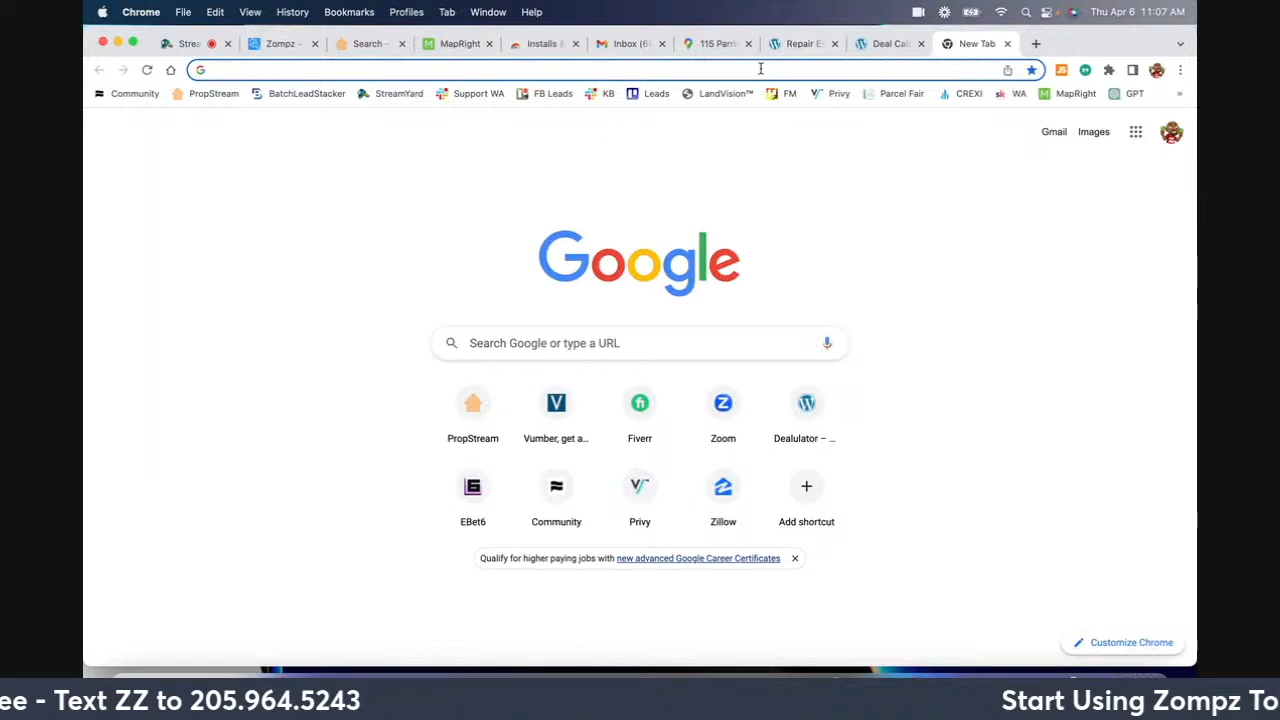 Chrome File Edit View History Bookmarks Profiles Tab Window Help Thu Apr 6 11:07 AM
Strea Zompz – Search – MapRight Installs & Inbox (6 115 Parri Repair Es Deal Cal New Tab
Community PropStream BatchLeadStacker StreamYard Support WA FB Leads KB Leads LandVision™ FM Privy Parcel Fair CREXI WA MapRight GPT »
Gmail Images
Google
Search Google or type a URL
PropStream Vumber, get a... Fiverr Zoom Dealulator – ...
EBet6 Community Privy Zillow Add shortcut
Qualify for higher paying jobs with new advanced Google Career Certificates
Customize Chrome
ee - Text ZZ to 205.964.5243 Start Using Zompz To